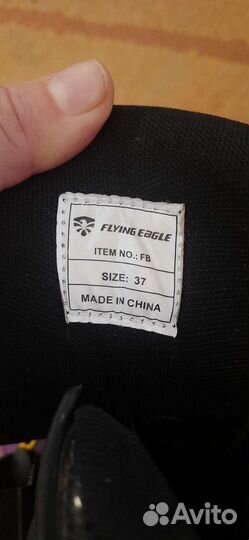 FLYING EAGLE
ITEM NO.: FB
SIZE: 37
MADE IN CHINA
Avito